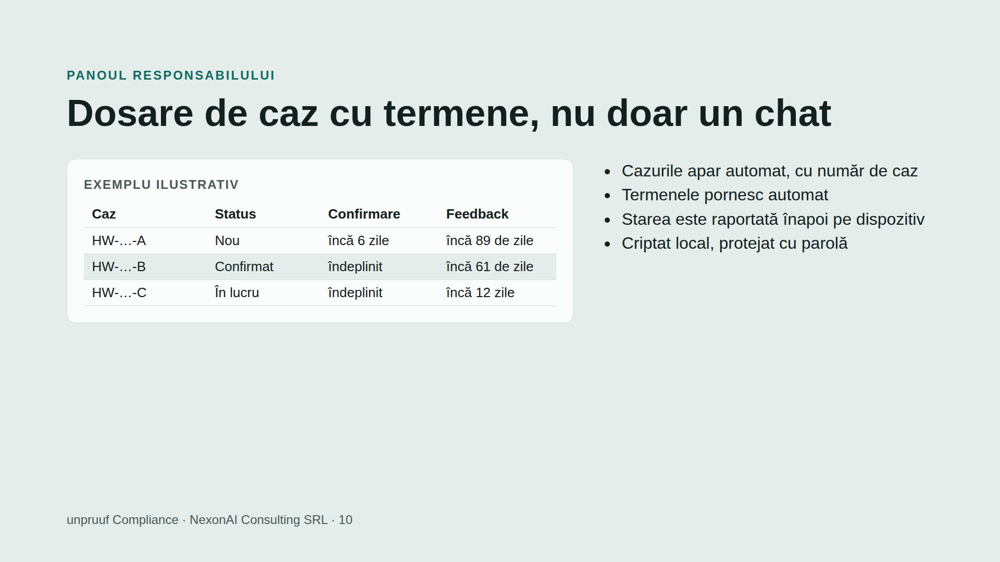 PANOUL RESPONSABILULUI
Dosare de caz cu termene, nu doar un chat
EXEMPLU ILUSTRATIV
Caz Status Confirmare Feedback
HW-…-A Nou încă 6 zile încă 89 de zile
HW-…-B Confirmat îndeplinit încă 61 de zile
HW-…-C În lucru îndeplinit încă 12 zile
• Cazurile apar automat, cu număr de caz
• Termenele pornesc automat
• Starea este raportată înapoi pe dispozitiv
• Criptat local, protejat cu parolă
unpruuf Compliance · NexonAI Consulting SRL · 10